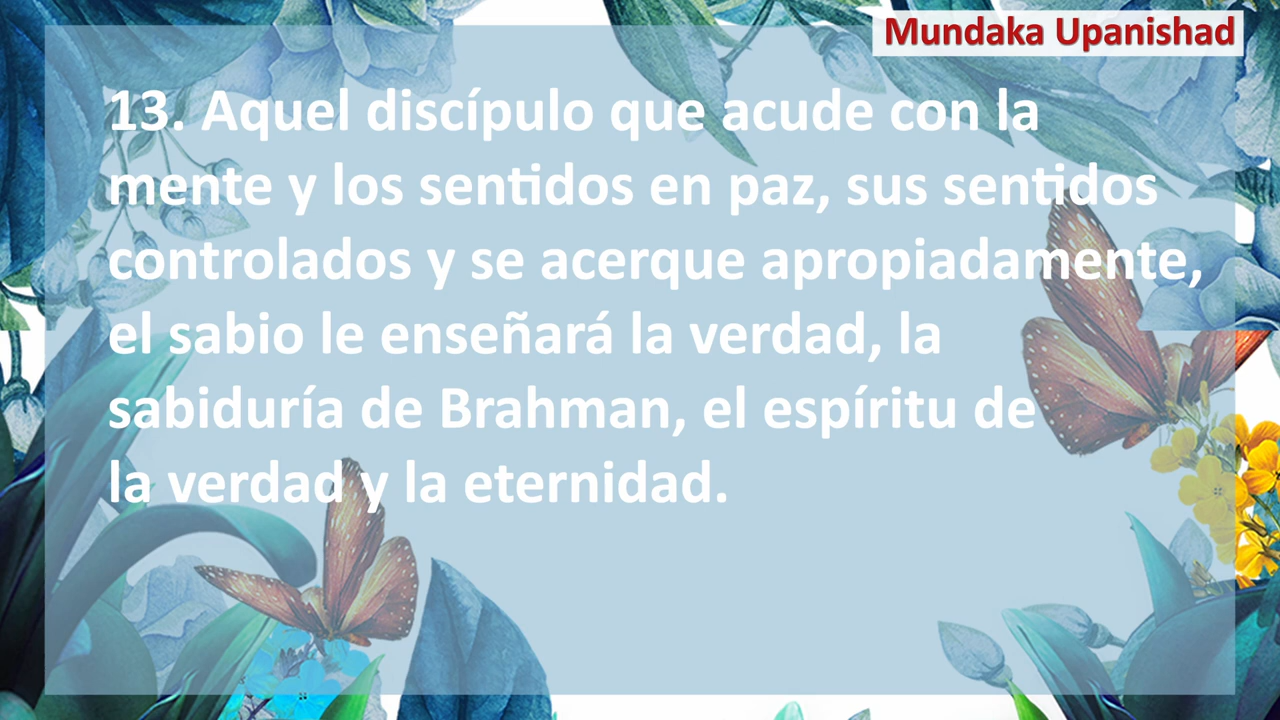 Mundaka Upanishad
13. Aquel discípulo que acude con la
mente y los sentidos en paz, sus sentidos
controlados y se acerque apropiadamente,
el sabio le enseñará la verdad, la
sabiduría de Brahman, el espíritu de
la verdad y la eternidad.